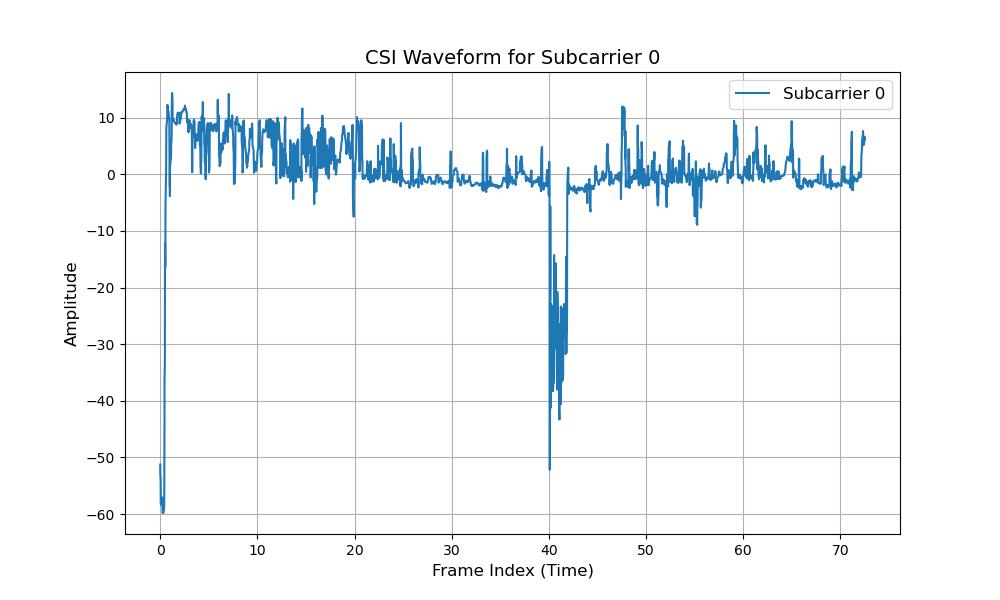 CSI Waveform for Subcarrier 0
Subcarrier 0
Amplitude
10
0
−10
−20
−30
−40
−50
−60
0 10 20 30 40 50 60 70
Frame Index (Time)